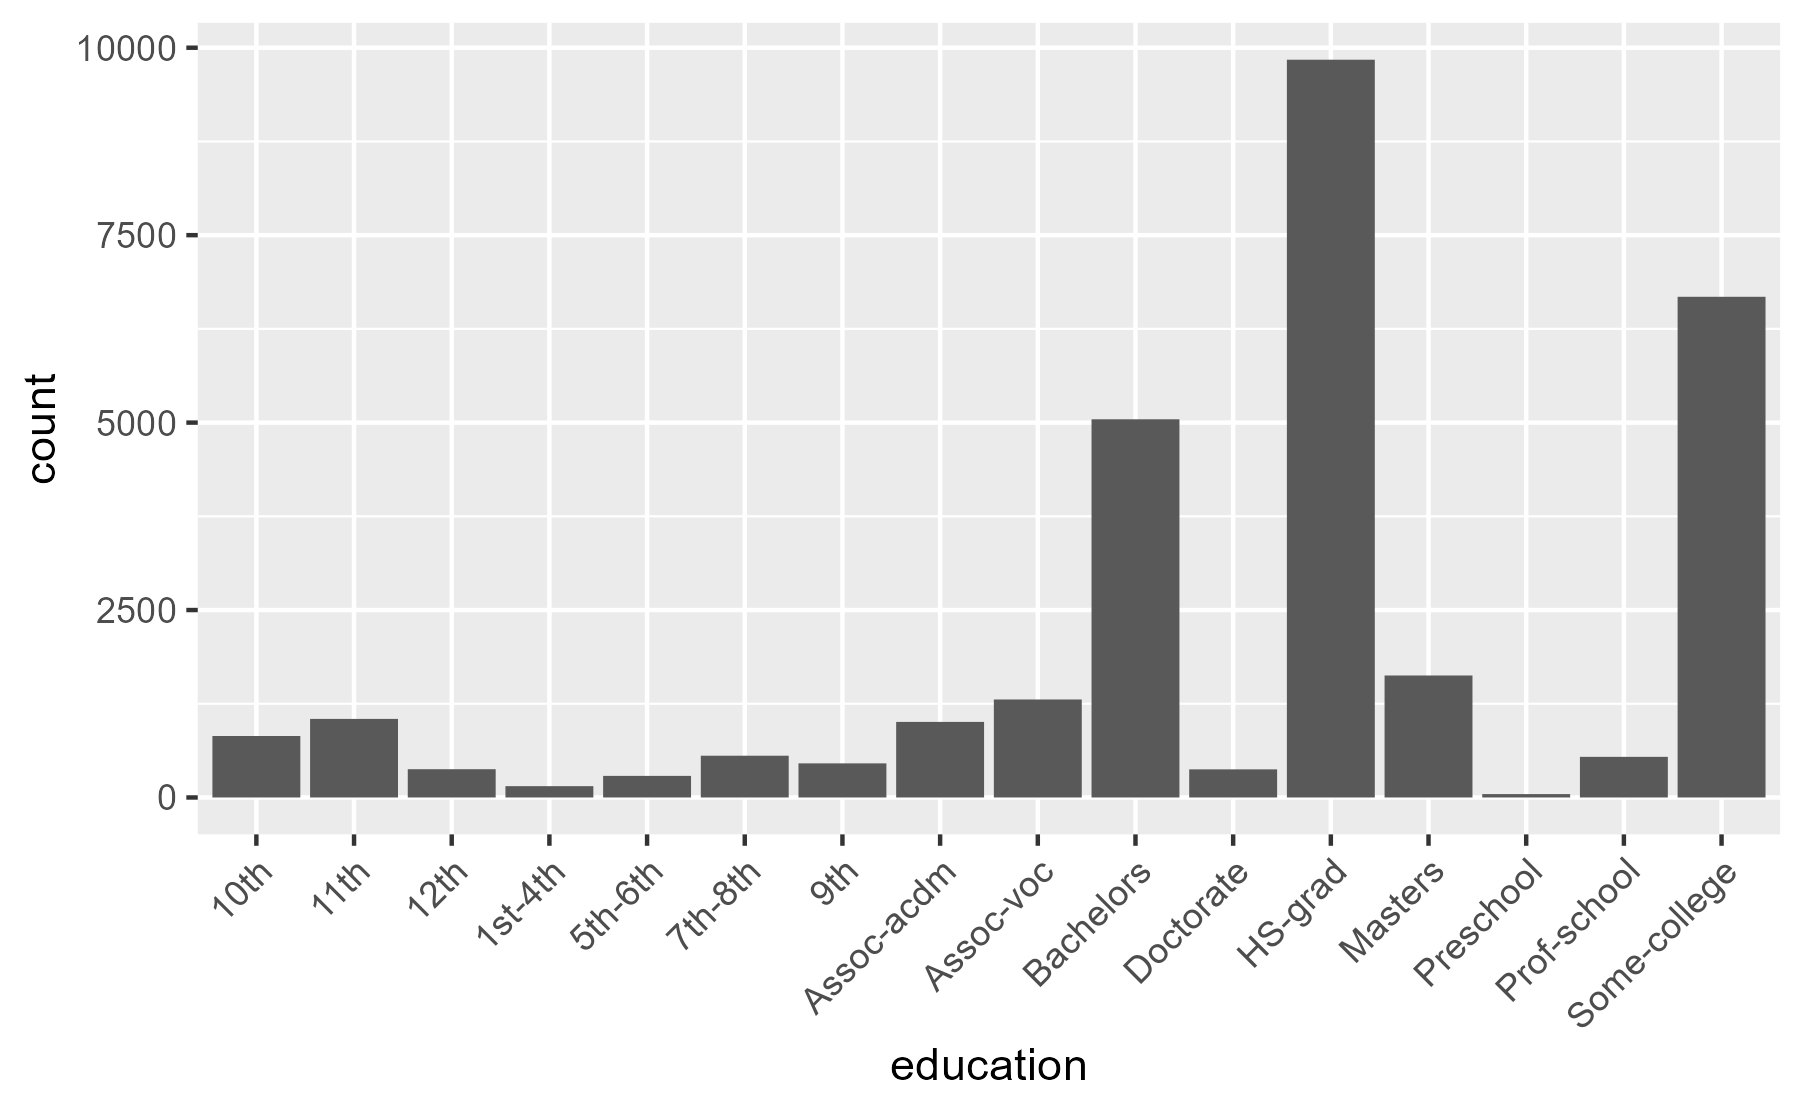 10000
7500
5000
2500
0
count
10th
11th
12th
1st-4th
5th-6th
7th-8th
9th
Assoc-acdm
Assoc-voc
Bachelors
Doctorate
HS-grad
Masters
Preschool
Prof-school
Some-college
education